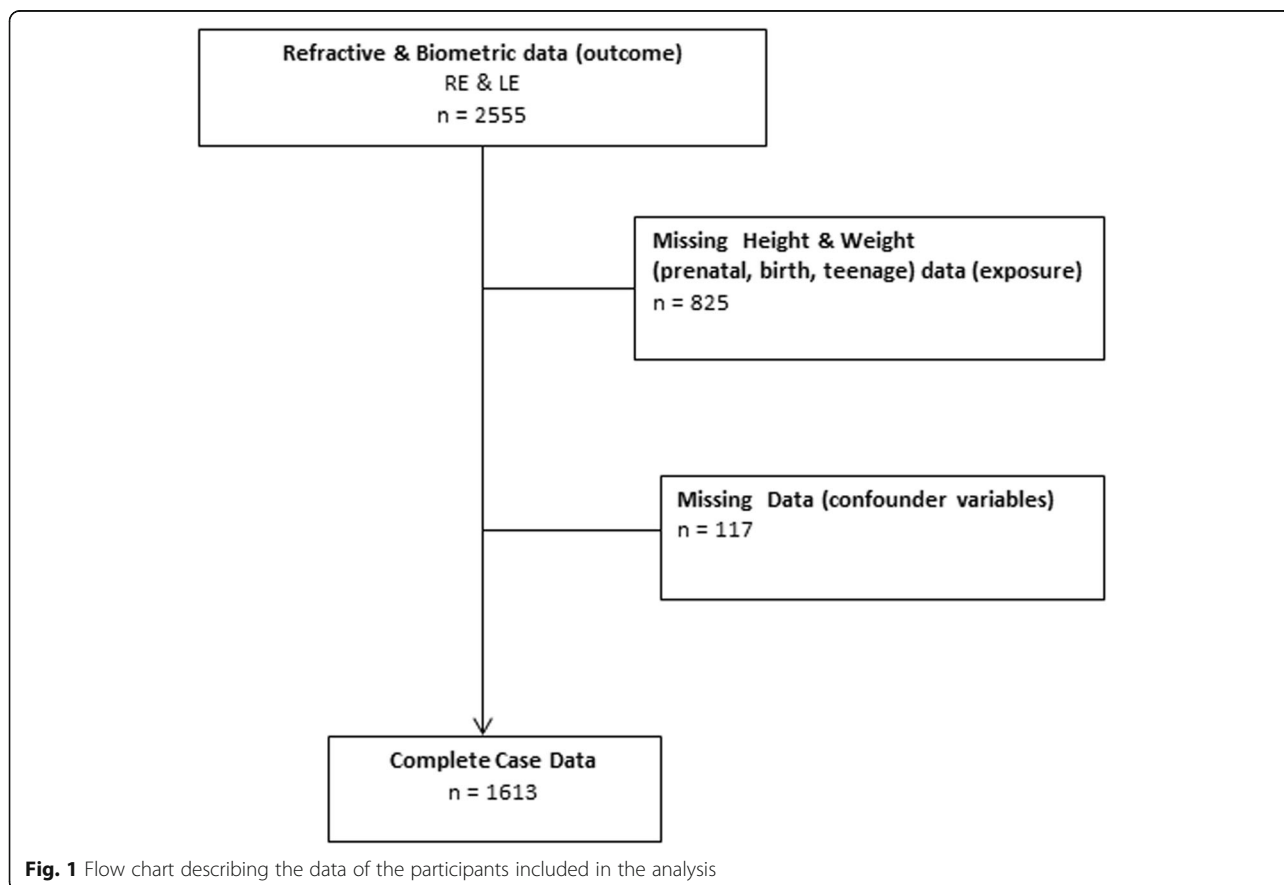 Refractive & Biometric data (outcome)
RE & LE
n = 2555
Missing Height & Weight
(prenatal, birth, teenage) data (exposure)
n = 825
Missing Data (confounder variables)
n = 117
Complete Case Data
n = 1613
Fig. 1 Flow chart describing the data of the participants included in the analysis